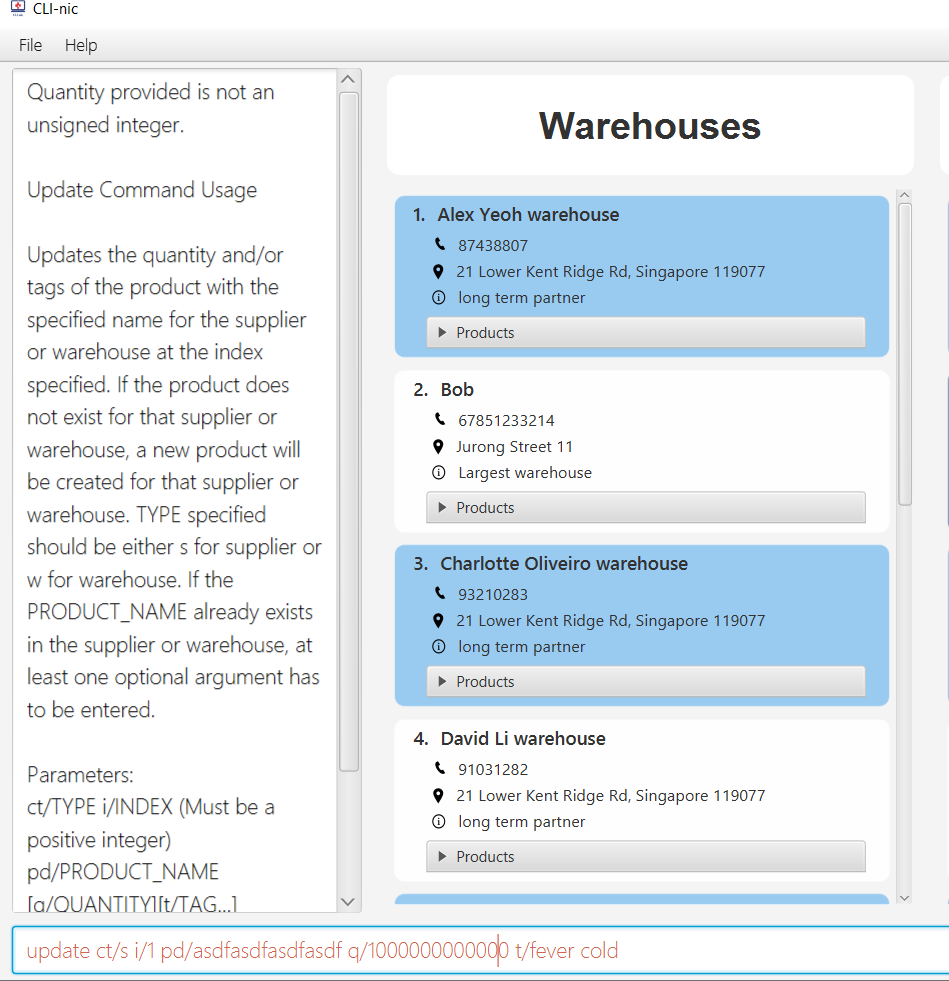 CLI-nic
File Help
Quantity provided is not an
unsigned integer.
Update Command Usage
Updates the quantity and/or
tags of the product with the
specified name for the supplier
or warehouse at the index
specified. If the product does
not exist for that supplier or
warehouse, a new product will
be created for that supplier or
warehouse. TYPE specified
should be either s for supplier or
w for warehouse. If the
PRODUCT_NAME already exists
in the supplier or warehouse, at
least one optional argument has
to be entered.
Parameters:
ct/TYPE i/INDEX (Must be a
positive integer)
pd/PRODUCT_NAME
[q/QUANTITY][t/TAG...]
Warehouses
1. Alex Yeoh warehouse
87438807
21 Lower Kent Ridge Rd, Singapore 119077
long term partner
Products
2. Bob
67851233214
Jurong Street 11
Largest warehouse
Products
3. Charlotte Oliveiro warehouse
93210283
21 Lower Kent Ridge Rd, Singapore 119077
long term partner
Products
4. David Li warehouse
91031282
21 Lower Kent Ridge Rd, Singapore 119077
long term partner
Products
update ct/s i/1 pd/asdfasdfasdfasdf q/1000000000000 t/fever cold